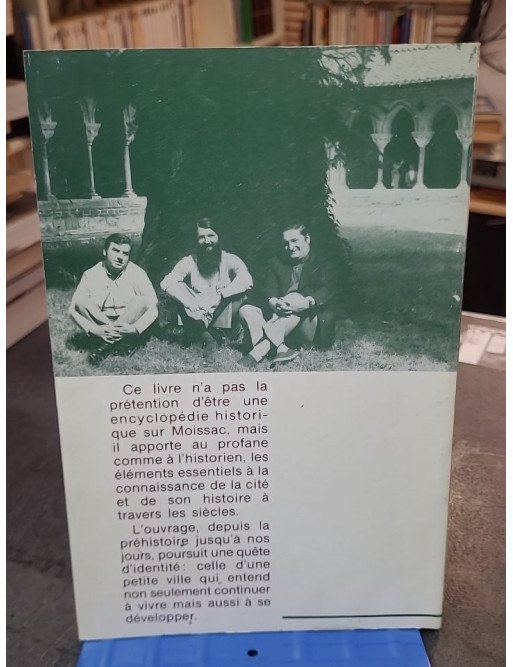 Ce livre n'a pas la
prétention d'être une
encyclopédie histori-
que sur Moissac, mais
il apporte au profane
comme à l'historien, les
éléments essentiels à la
connaissance de la cité
et de son histoire à
travers les siècles.
L'ouvrage, depuis la
préhistoire jusqu'à nos
jours, poursuit une quête
d'identité : celle d'une
petite ville qui entend
non seulement continuer
à vivre mais aussi à se
développer.